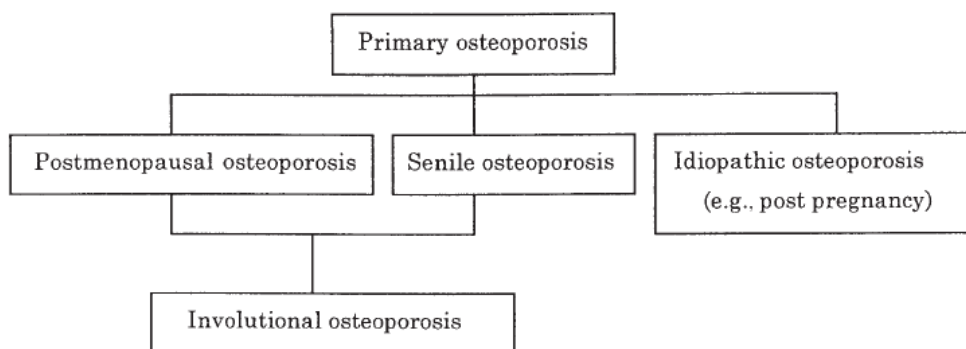 Primary osteoporosis
Postmenopausal osteoporosis
Senile osteoporosis
Idiopathic osteoporosis
(e.g., post pregnancy)
Involutional osteoporosis